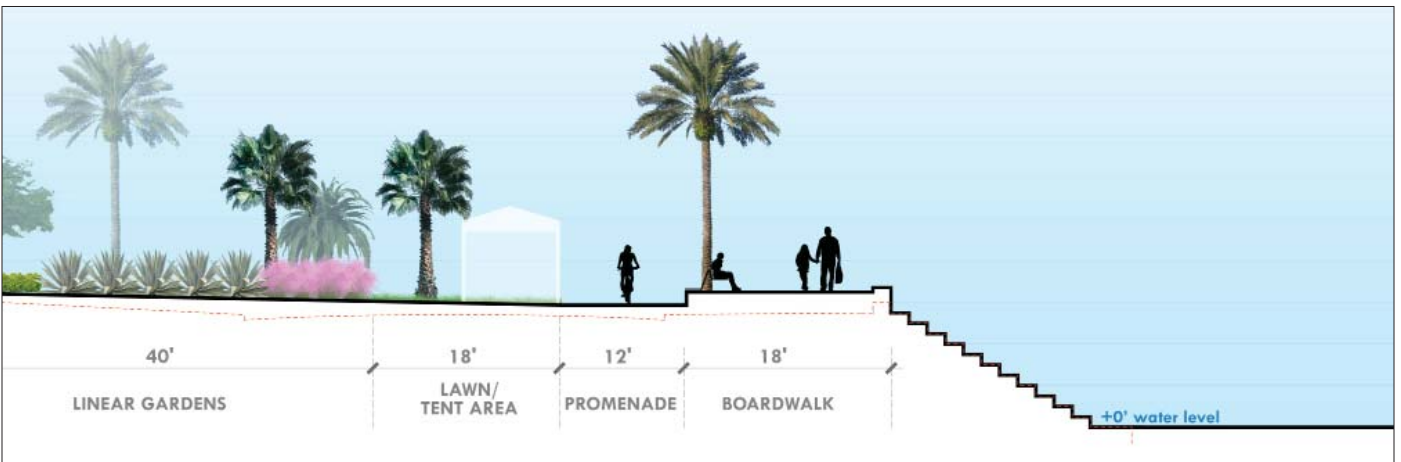 40'
18'
12'
18'
LINEAR GARDENS
LAWN/
TENT AREA
PROMENADE
BOARDWALK
+0' water level